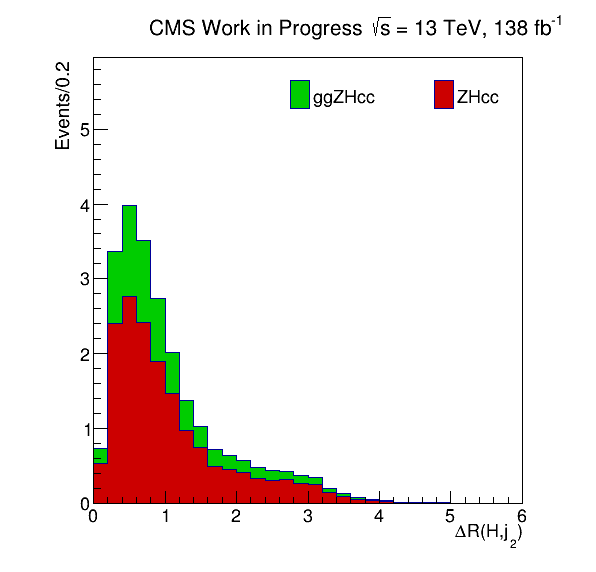 CMS Work in Progress √s = 13 TeV, 138 fb⁻¹
Events/0.2
ggZHcc
ZHcc
5
4
3
2
1
0
0 1 2 3 4 5 6
ΔR(H,j₂)